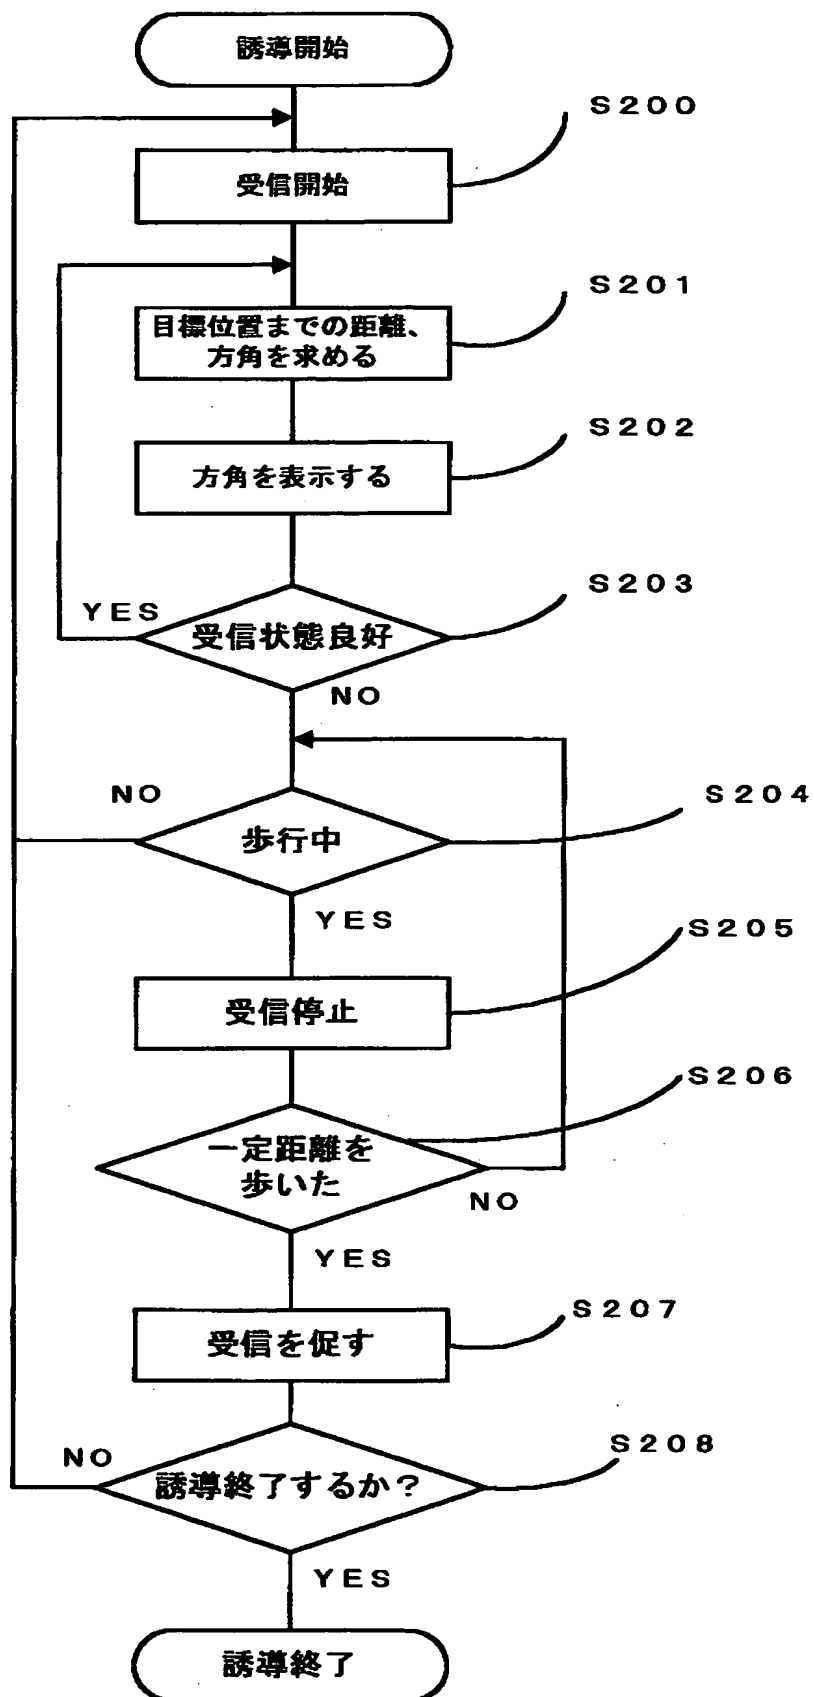 誘導開始
S200
受信開始
S201
目標位置までの距離、
方角を求める
S202
方角を表示する
S203
YES
受信状態良好
NO
NO
S204
歩行中
YES
S205
受信停止
S206
一定距離を
歩いた
NO
YES
S207
受信を促す
S208
NO
誘導終了するか？
YES
誘導終了